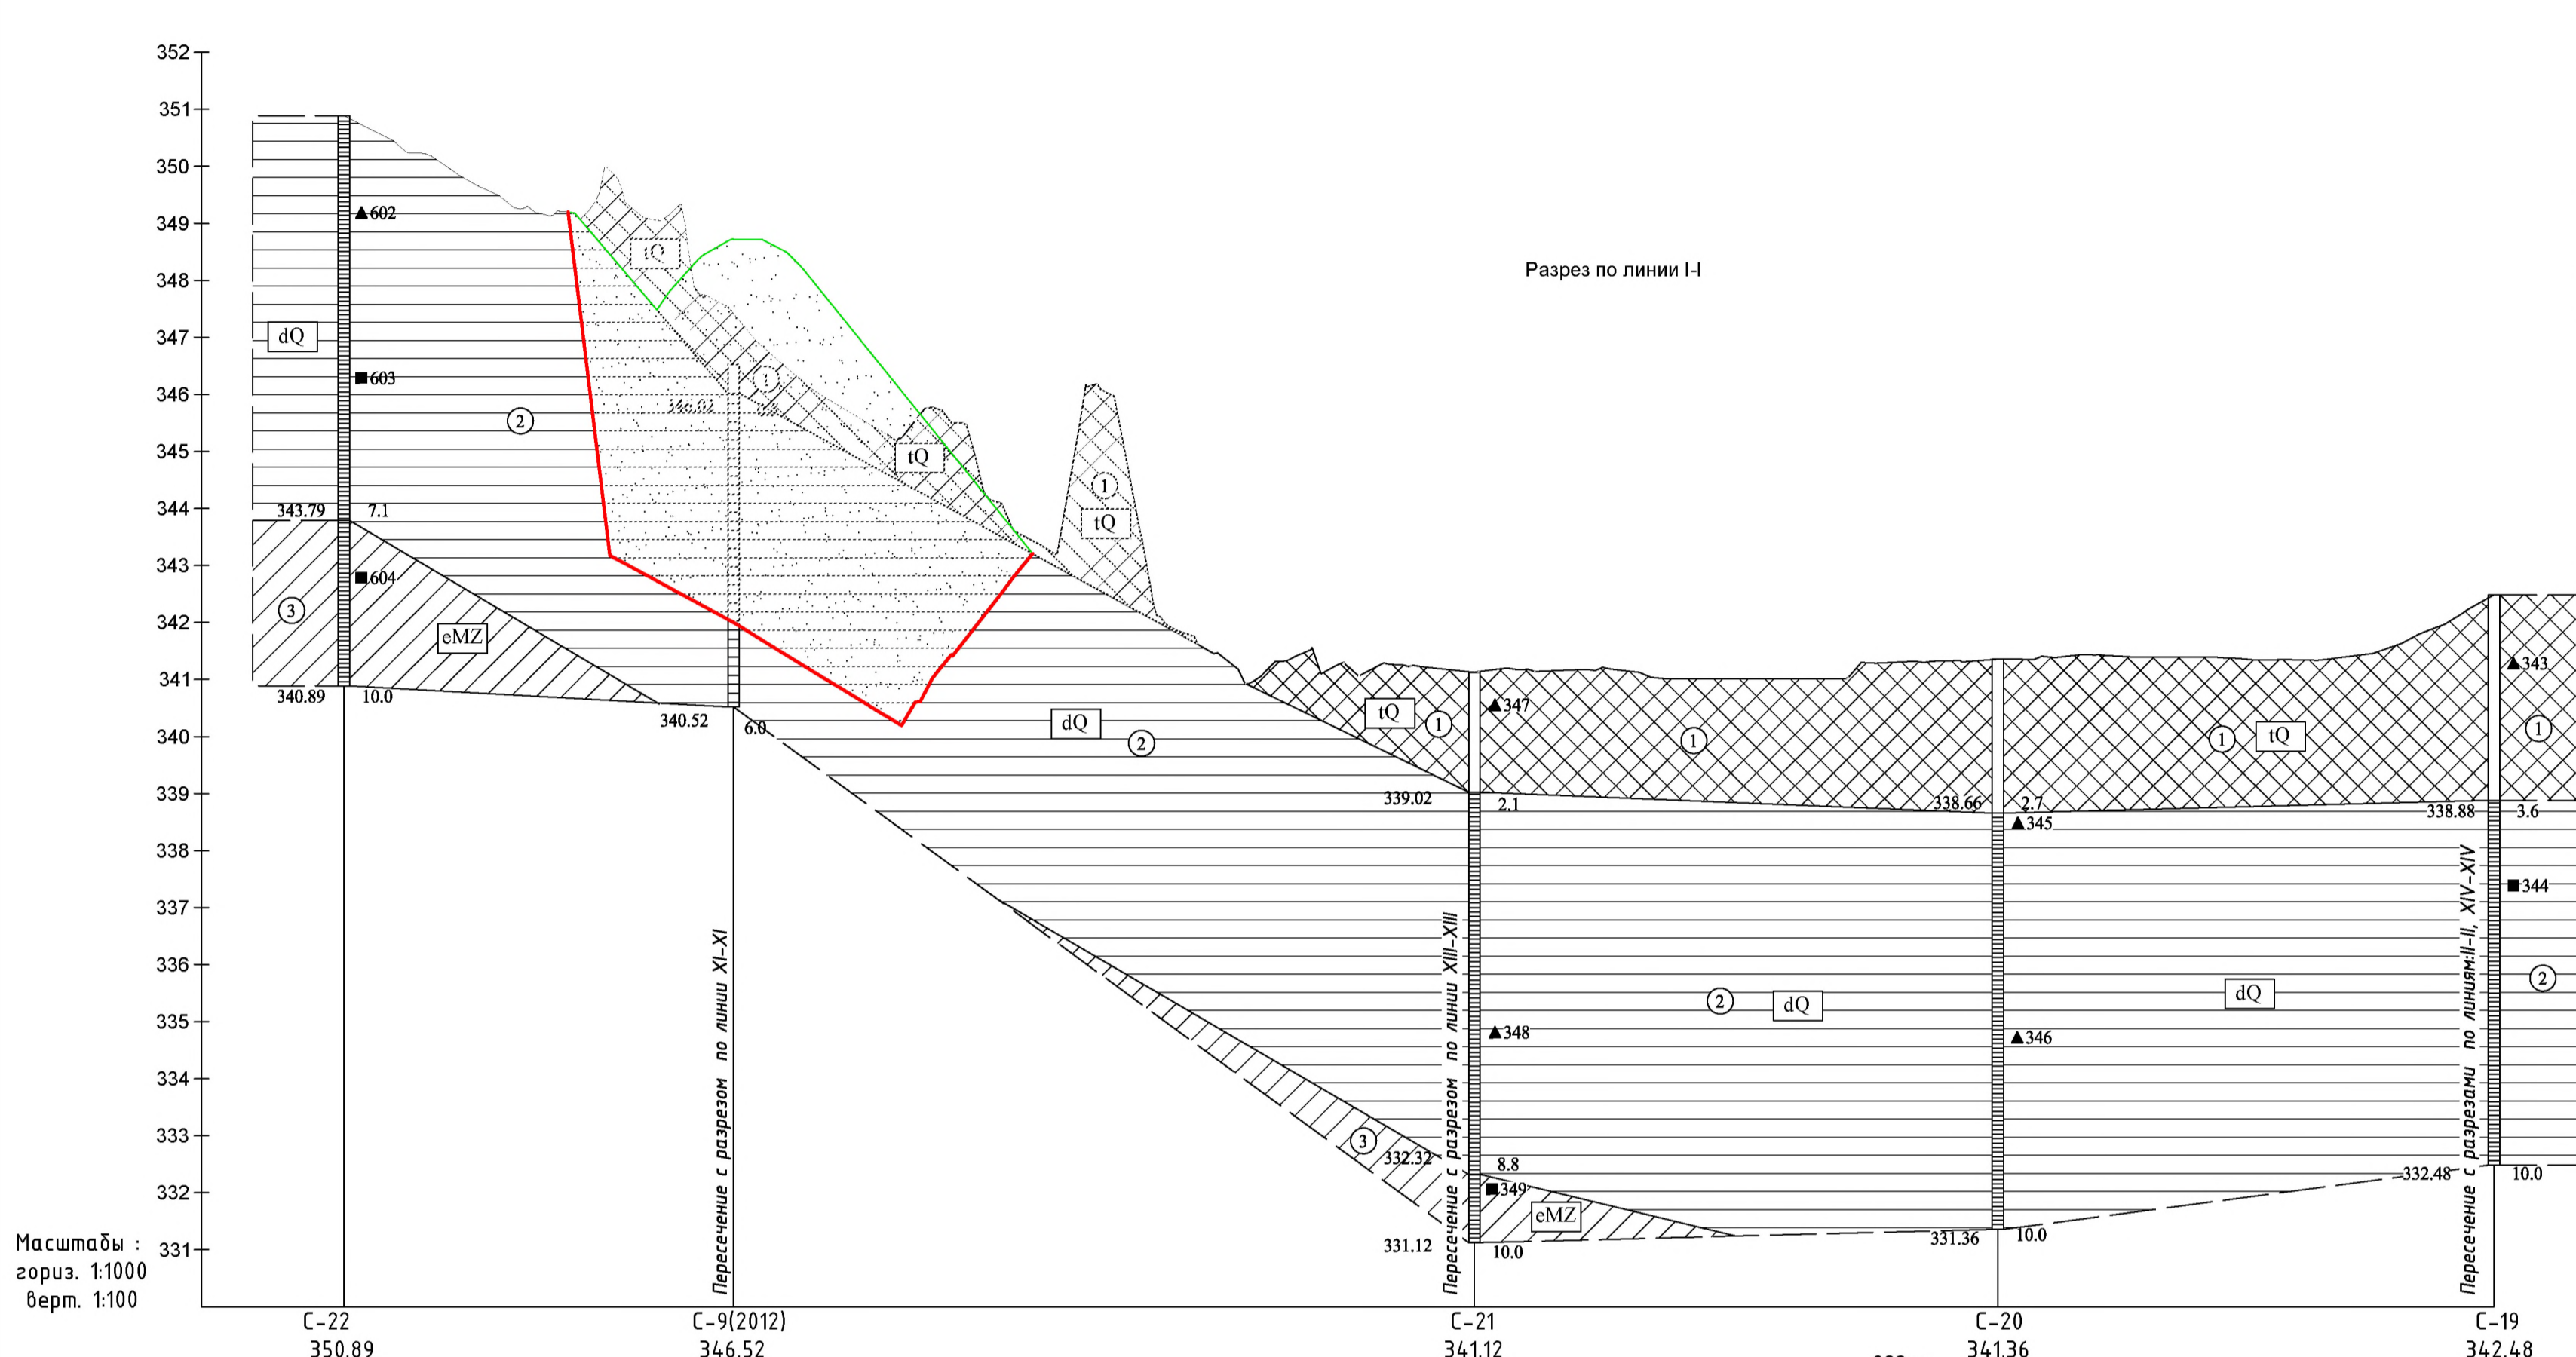 352
351
350
349
348
347
346
345
344
343
342
341
340
339
338
337
336
335
334
333
332
331
Разрез по линии I-I
602
603
604
dQ
2
343.79 7.1
3
eMZ
340.89 10.0
tQ
1
tQ
1
tQ
340.52 6.0
dQ
2
tQ
1
347
1
1
tQ
343
1
339.02 2.1
338.66 2.7
338.88 3.6
345
344
2
dQ
348
346
dQ
2
3
332.32 8.8
349
eMZ
331.12 10.0
331.36 10.0
332.48 10.0
Пересечение с разрезом по линии XI-XI
Пересечение с разрезом по линии XIII-XIII
Пересечение с разрезами по линиям:II-II, XIV-XIV
Масштабы :
гориз. 1:1000
верт. 1:100
С-22
350.89
С-9(2012)
346.52
С-21
341.12
С-20
341.36
С-19
342.48